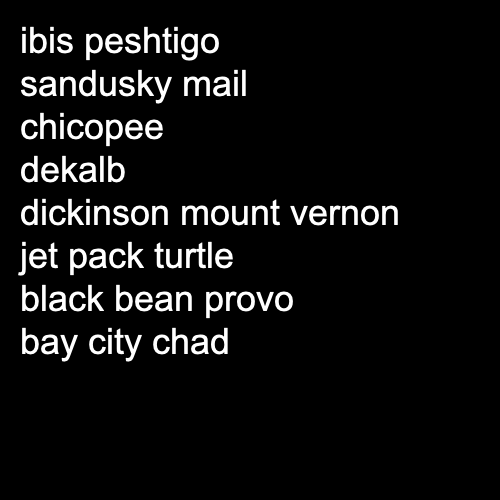 ibis peshtigo
sandusky mail
chicopee
dekalb
dickinson mount vernon
jet pack turtle
black bean provo
bay city chad